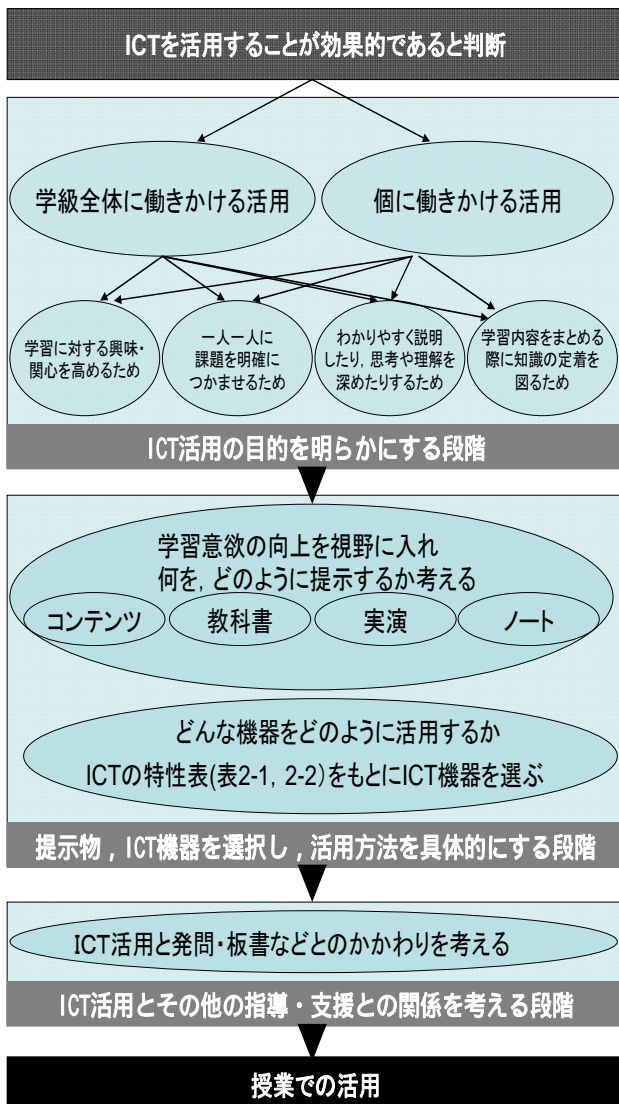 ICTを活用することが効果的であると判断
学級全体に働きかける活用
個に働きかける活用
学習に対する興味・
関心を高めるため
一人一人に
課題を明確に
つかませるため
わかりやすく説明
したり，思考や理解を
深めたりするため
学習内容をまとめる
際に知識の定着を
図るため
ICT活用の目的を明らかにする段階
学習意欲の向上を視野に入れ
何を，どのように提示するか考える
コンテンツ
教科書
実演
ノート
どんな機器をどのように活用するか
ICTの特性表(表2-1，2-2)をもとにICT機器を選ぶ
提示物，ICT機器を選択し，活用方法を具体的にする段階
ICT活用と発問・板書などとのかかわりを考える
ICT活用とその他の指導・支援との関係を考える段階
授業での活用